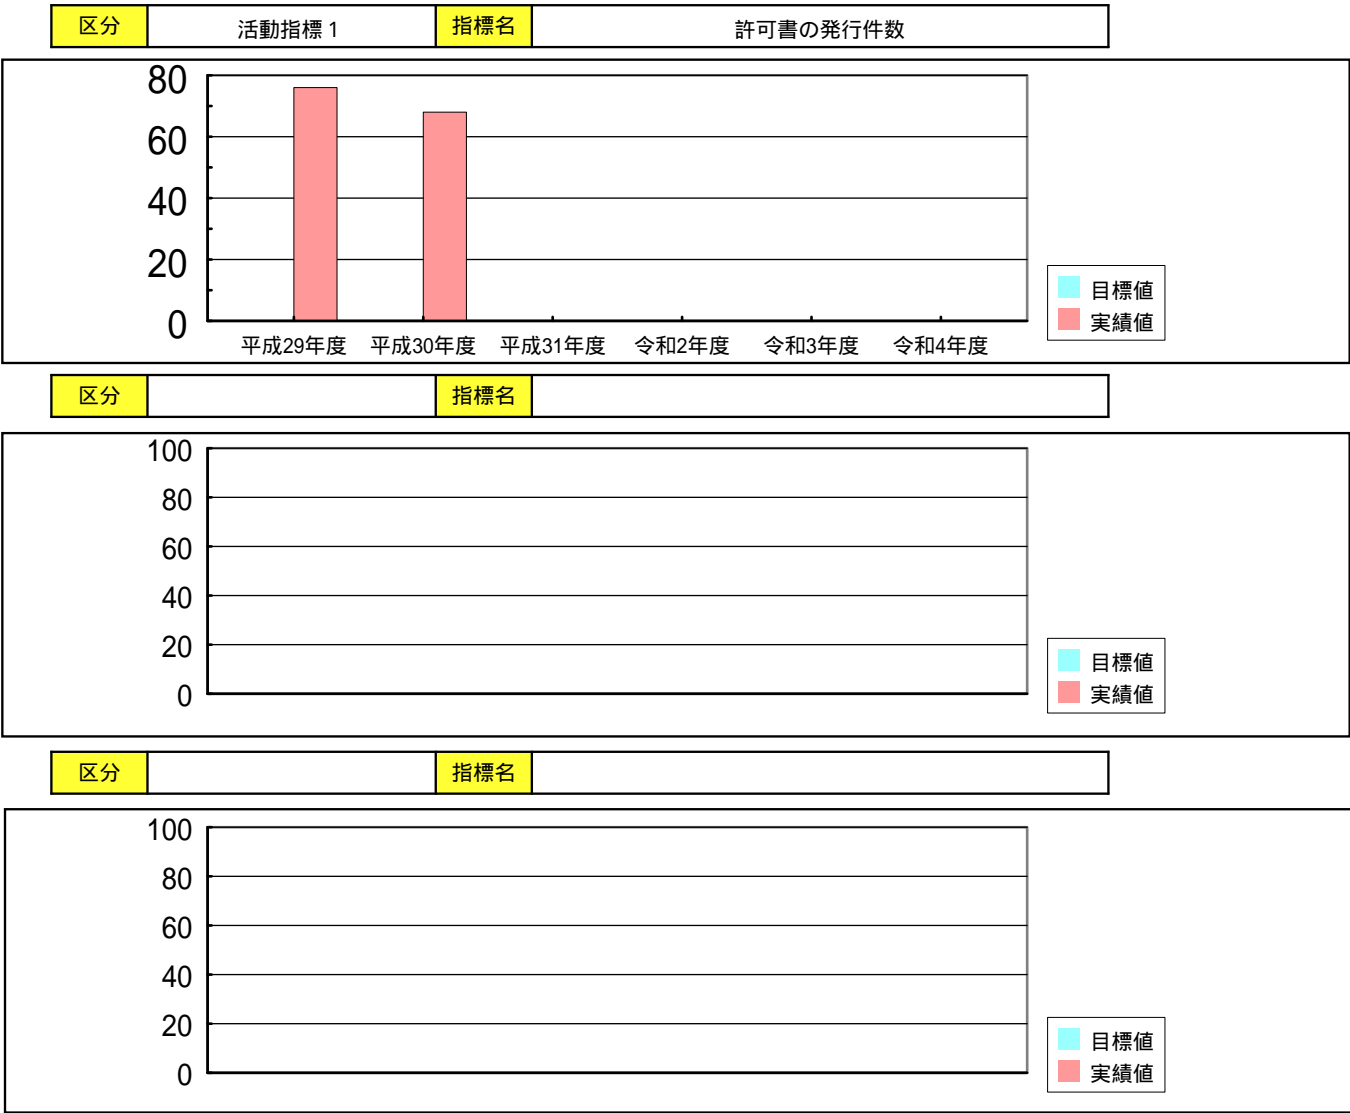 区分 活動指標1 指標名 許可書の発行件数
80
60
40
20
0
平成29年度 平成30年度 平成31年度 令和2年度 令和3年度 令和4年度
目標値
実績値
区分 指標名
100
80
60
40
20
0
目標値
実績値
区分 指標名
100
80
60
40
20
0
目標値
実績値